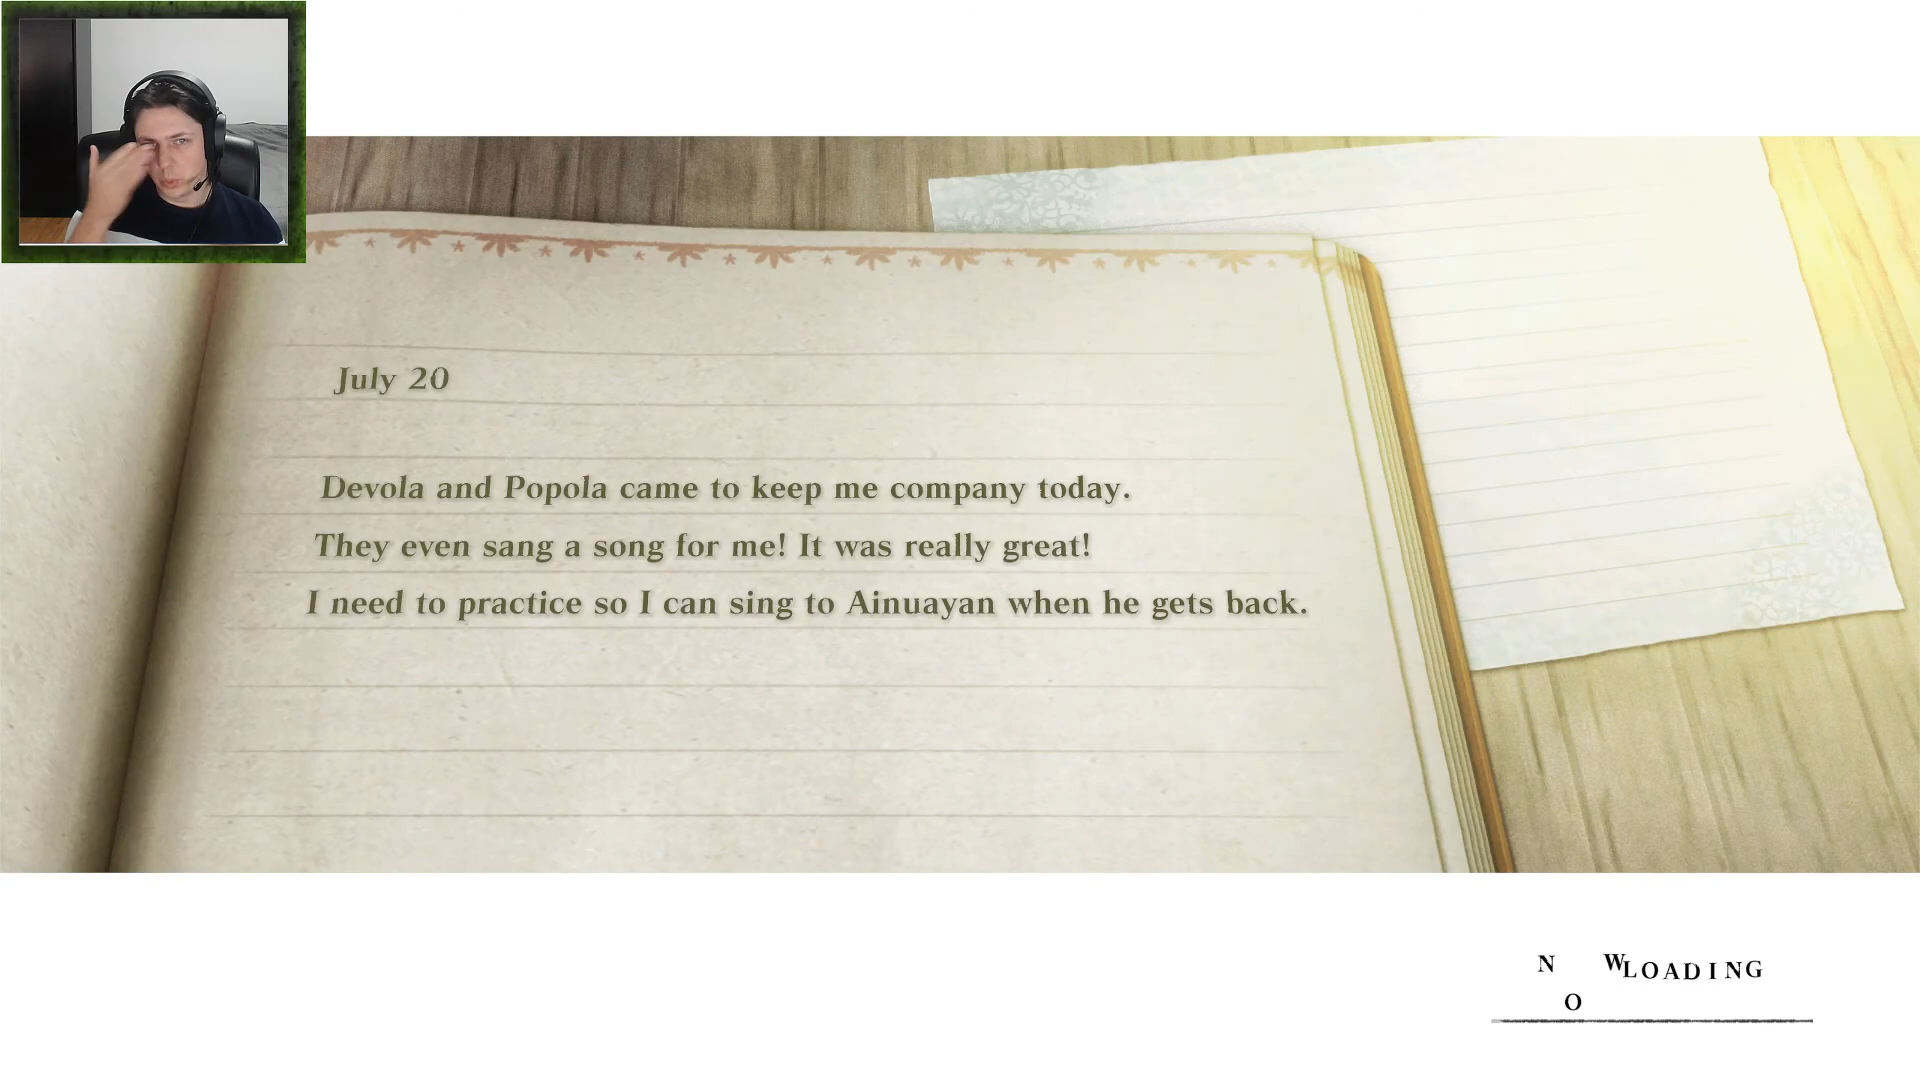 July 20
Devola and Popola came to keep me company today.
They even sang a song for me! It was really great!
I need to practice so I can sing to Ainuayan when he gets back.
NOW LOADING